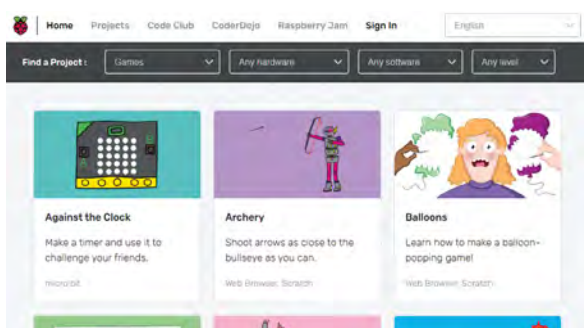 Home Projects Code Club CoderDojo Raspberry Jam Sign In English
Find a Project : Games Any hardware Any software Any level
Against the Clock
Make a timer and use it to
challenge your friends.
micro:bit
Archery
Shoot arrows as close to the
bullseye as you can.
Web Browser, Scratch
Balloons
Learn how to make a balloon-
popping game!
Web Browser, Scratch